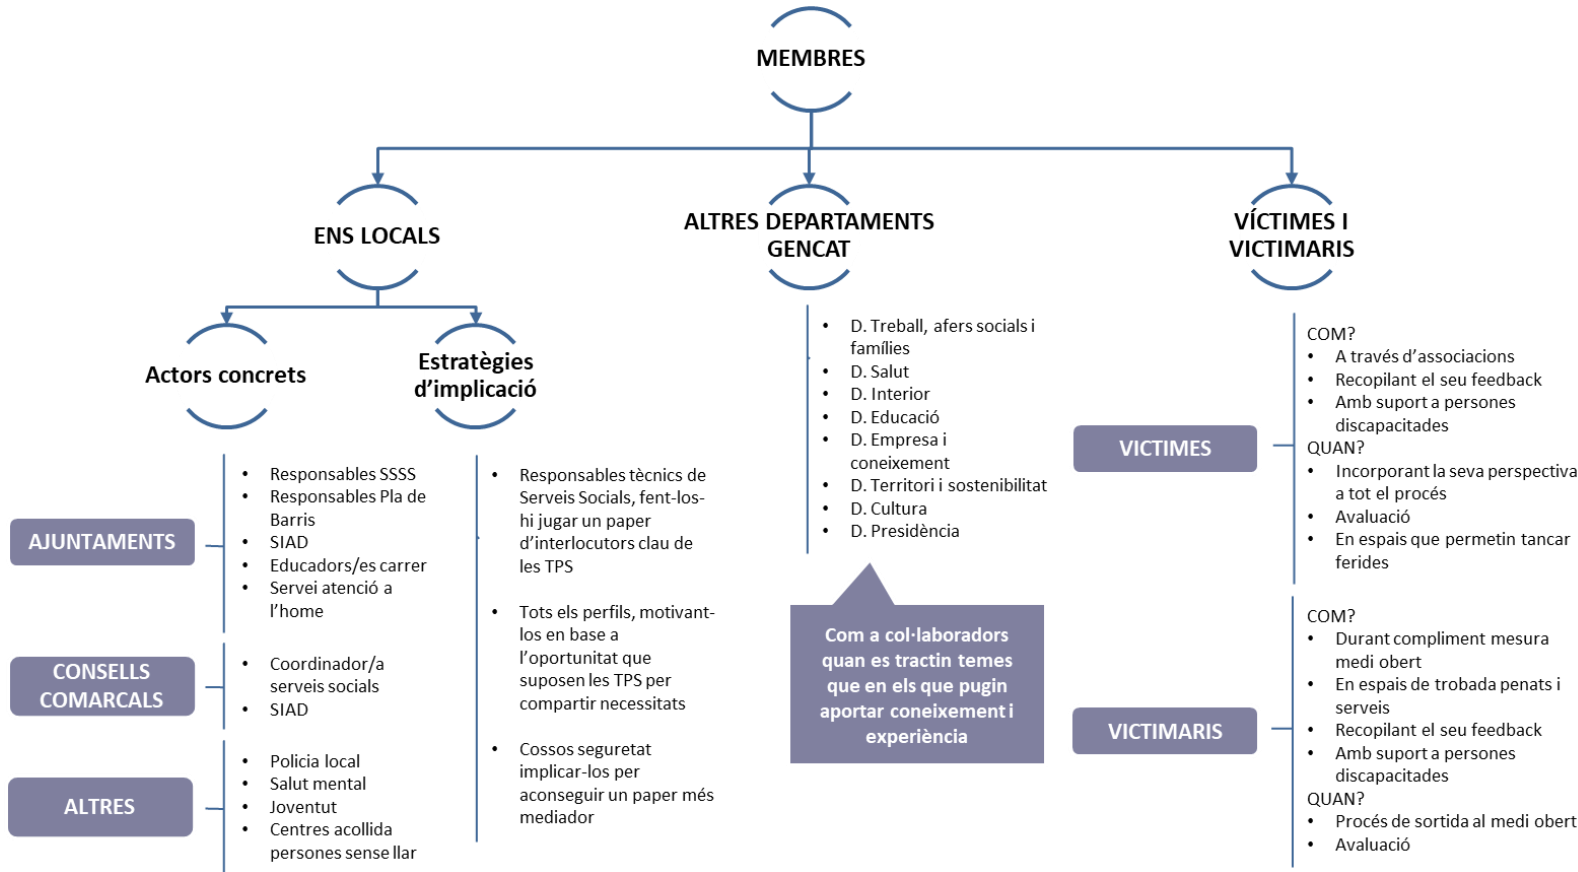 MEMBRES
ENS LOCALS
ALTRES DEPARTAMENTS
GENCAT
VÍCTIMES I
VICTIMARIS
Actors concrets
Estratègies
d'implicació
AJUNTAMENTS
• Responsables SSSS
• Responsables Pla de
Barris
• SIAD
• Educadors/es carrer
• Servei atenció a
l'home
CONSELLS
COMARCALS
• Coordinador/a
serveis socials
• SIAD
ALTRES
• Policia local
• Salut mental
• Joventut
• Centres acollida
persones sense llar
• Responsables tècnics de
Serveis Socials, fent-los-
hi jugar un paper
d'interlocutors clau de
les TPS
• Tots els perfils, motivant-
los en base a
l'oportunitat que
suposen les TPS per
compartir necessitats
• Cossos seguretat
implicar-los per
aconseguir un paper més
mediador
• D. Treball, afers socials i
famílies
• D. Salut
• D. Interior
• D. Educació
• D. Empresa i
coneixement
• D. Territori i sostenibilitat
• D. Cultura
• D. Presidència
Com a col·laboradors
quan es tractin temes
que en els que pugin
aportar coneixement i
experiència
VICTIMES
COM?
• A través d'associacions
• Recopilant el seu feedback
• Amb suport a persones
discapacitades
QUAN?
• Incorporant la seva perspectiva
a tot el procés
• Avaluació
• En espais que permetin tancar
ferides
VICTIMARIS
COM?
• Durant compliment mesura
medi obert
• En espais de trobada penats i
serveis
• Recopilant el seu feedback
• Amb suport a persones
discapacitades
QUAN?
• Procés de sortida al medi obert
• Avaluació